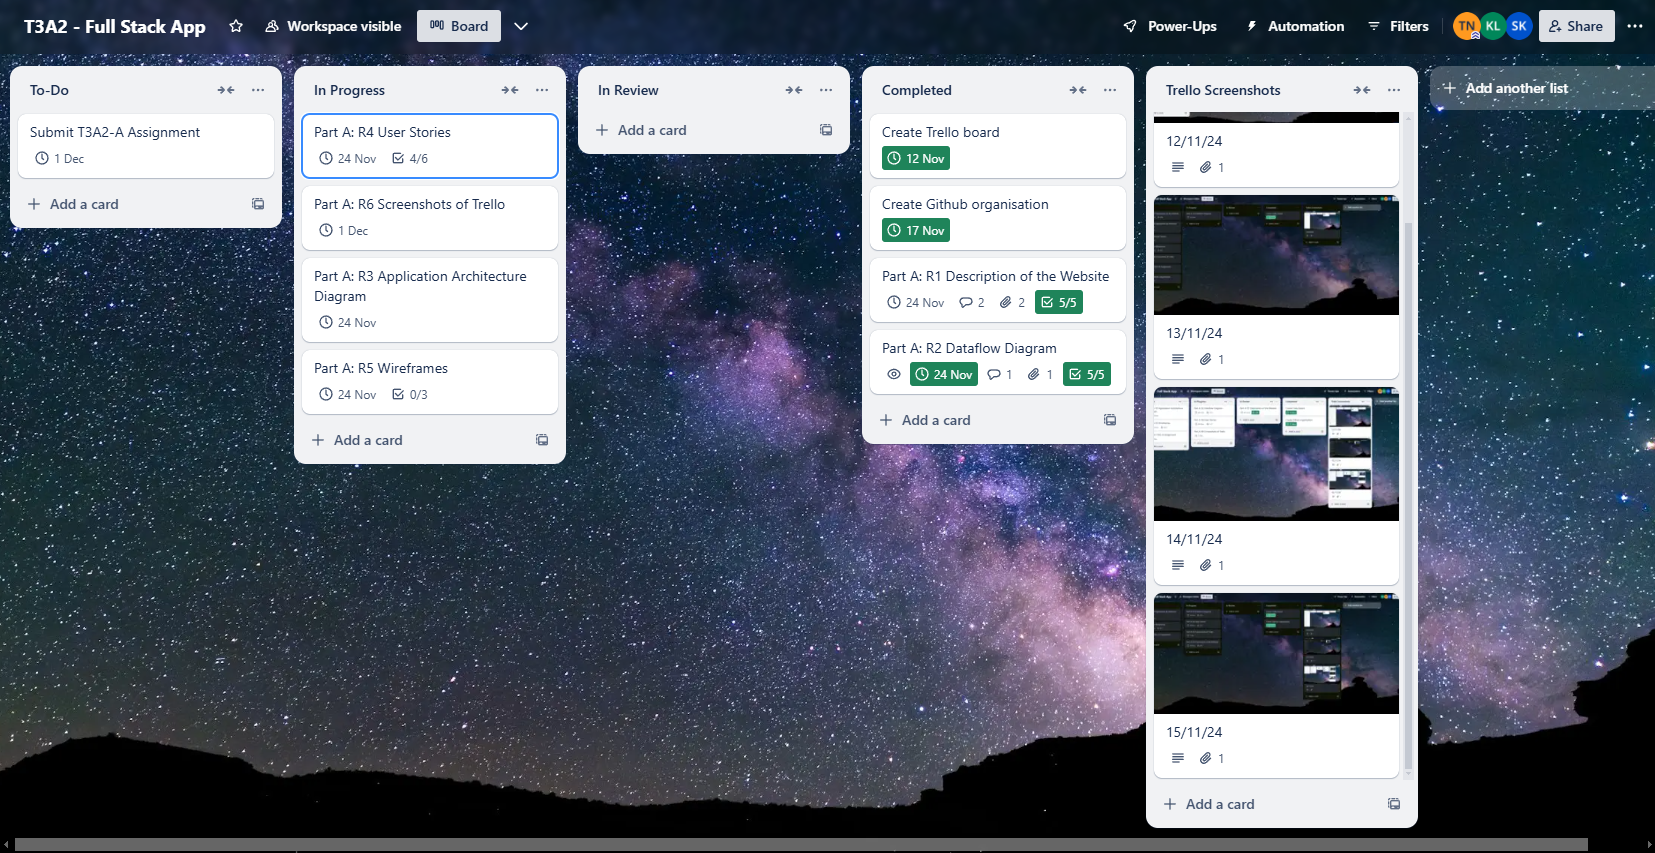 T3A2 - Full Stack App
Workspace visible
Board
Power-Ups
Automation
Filters
TN
KL
SK
Share
To-Do
Submit T3A2-A Assignment
1 Dec
Add a card
In Progress
Part A: R4 User Stories
24 Nov 4/6
Part A: R6 Screenshots of Trello
1 Dec
Part A: R3 Application Architecture
Diagram
24 Nov
Part A: R5 Wireframes
24 Nov 0/3
Add a card
In Review
Add a card
Completed
Create Trello board
12 Nov
Create Github organisation
17 Nov
Part A: R1 Description of the Website
24 Nov 2 2 5/5
Part A: R2 Dataflow Diagram
24 Nov 1 1 5/5
Add a card
Trello Screenshots
12/11/24
1
13/11/24
1
14/11/24
1
15/11/24
1
Add a card
Add another list